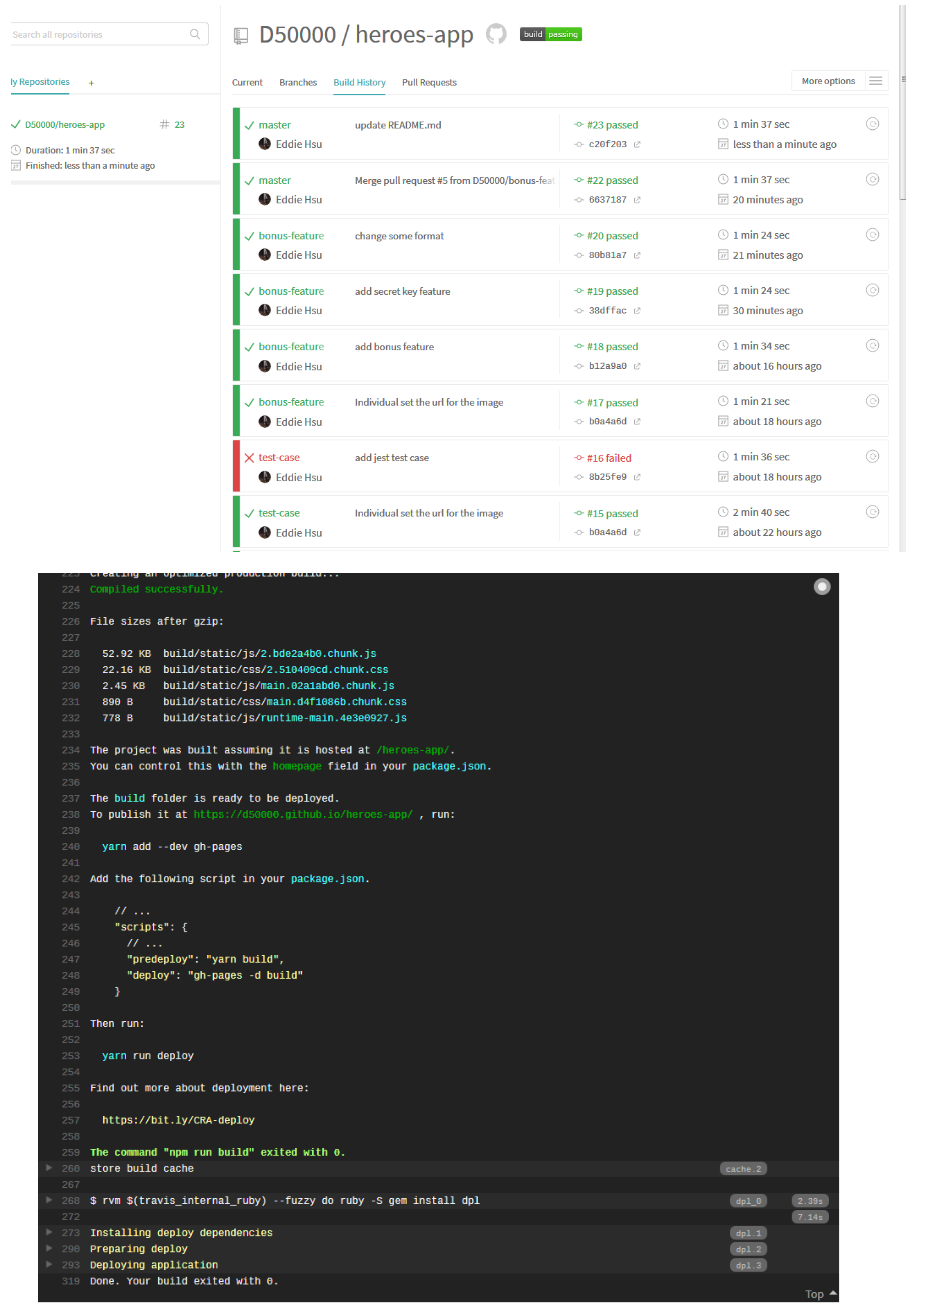 Search all repositories
D50000 / heroes-app
build passing
ly Repositories +
Current Branches Build History Pull Requests
More options
D50000/heroes-app # 23
Duration: 1 min 37 sec
Finished: less than a minute ago
master update README.md #23 passed 1 min 37 sec
Eddie Hsu c20f203 less than a minute ago
master Merge pull request #5 from D50000/bonus-feat #22 passed 1 min 37 sec
Eddie Hsu 6637187 20 minutes ago
bonus-feature change some format #20 passed 1 min 24 sec
Eddie Hsu 80b81a7 21 minutes ago
bonus-feature add secret key feature #19 passed 1 min 24 sec
Eddie Hsu 38dffac 30 minutes ago
bonus-feature add bonus feature #18 passed 1 min 34 sec
Eddie Hsu b12a9a0 about 16 hours ago
bonus-feature Individual set the url for the image #17 passed 1 min 21 sec
Eddie Hsu b0a4a6d about 18 hours ago
test-case add jest test case #16 failed 1 min 36 sec
Eddie Hsu 8b25fe9 about 18 hours ago
test-case Individual set the url for the image #15 passed 2 min 40 sec
Eddie Hsu b0a4a6d about 22 hours ago
223 Creating an optimized production build...
224 Compiled successfully.
225
226 File sizes after gzip:
227
228 52.92 KB build/static/js/2.bde2a4b0.chunk.js
229 22.16 KB build/static/css/2.510409cd.chunk.css
230 2.45 KB build/static/js/main.02a1abd0.chunk.js
231 890 B build/static/css/main.d4f1086b.chunk.css
232 778 B build/static/js/runtime-main.4e3e0927.js
233
234 The project was built assuming it is hosted at /heroes-app/.
235 You can control this with the homepage field in your package.json.
236
237 The build folder is ready to be deployed.
238 To publish it at https://d50000.github.io/heroes-app/ , run:
239
240 yarn add --dev gh-pages
241
242 Add the following script in your package.json.
243
244 // ...
245 "scripts": {
246 // ...
247 "predeploy": "yarn build",
248 "deploy": "gh-pages -d build"
249 }
250
251 Then run:
252
253 yarn run deploy
254
255 Find out more about deployment here:
256
257 https://bit.ly/CRA-deploy
258
259 The command "npm run build" exited with 0.
260 store build cache cache.2
267
268 $ rvm $(travis_internal_ruby) --fuzzy do ruby -S gem install dpl dpl_0 2.39s
272 7.14s
273 Installing deploy dependencies dpl.1
290 Preparing deploy dpl.2
293 Deploying application dpl.3
319 Done. Your build exited with 0.
Top